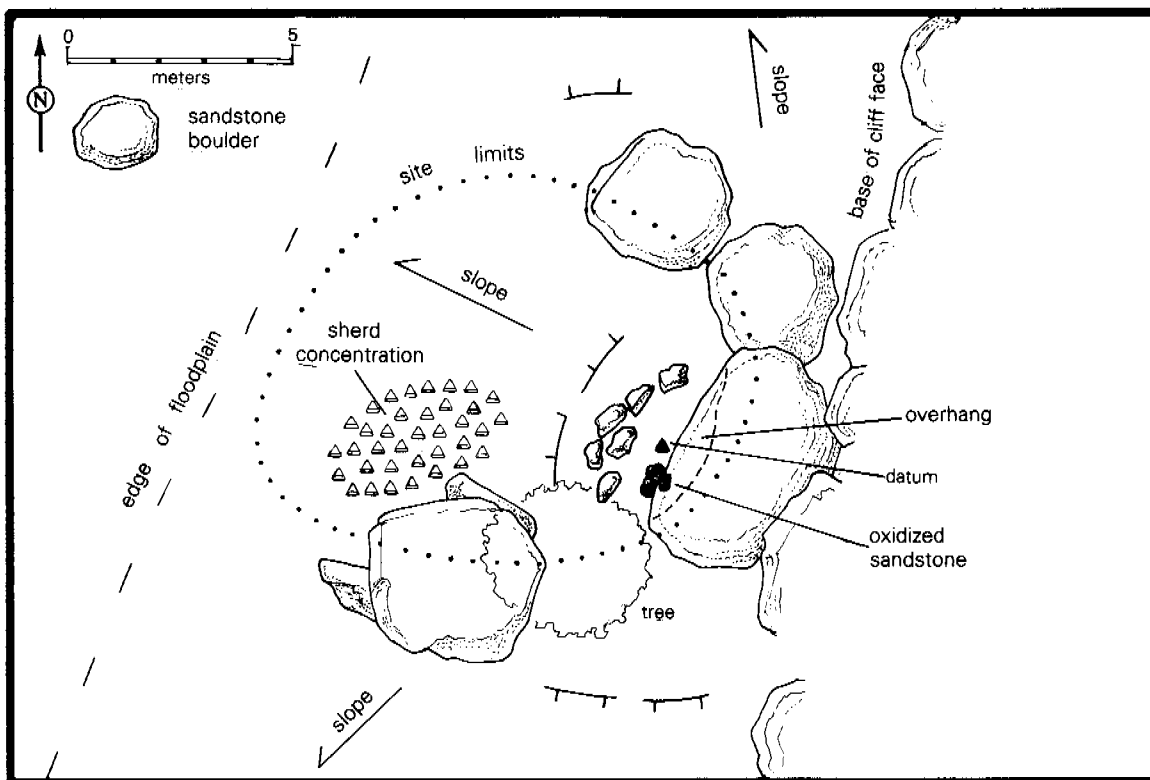 0 5
meters
N
sandstone
boulder
slope
base of cliff face
site limits
slope
sherd
concentration
edge of floodplain
overhang
datum
oxidized
sandstone
tree
slope